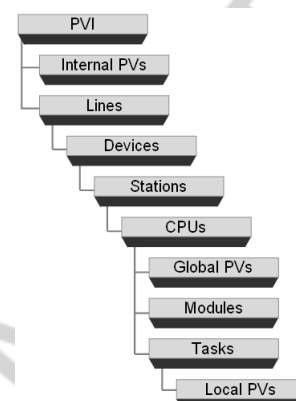 PVI
Internal PVs
Lines
Devices
Stations
CPUs
Global PVs
Modules
Tasks
Local PVs